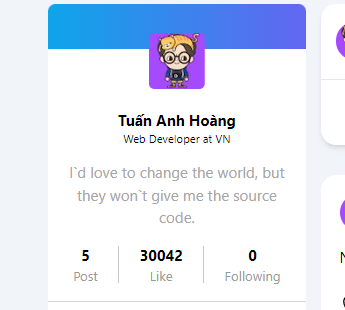 Tuấn Anh Hoàng
Web Developer at VN
I`d love to change the world, but
they won`t give me the source
code.
5 30042 0
Post Like Following